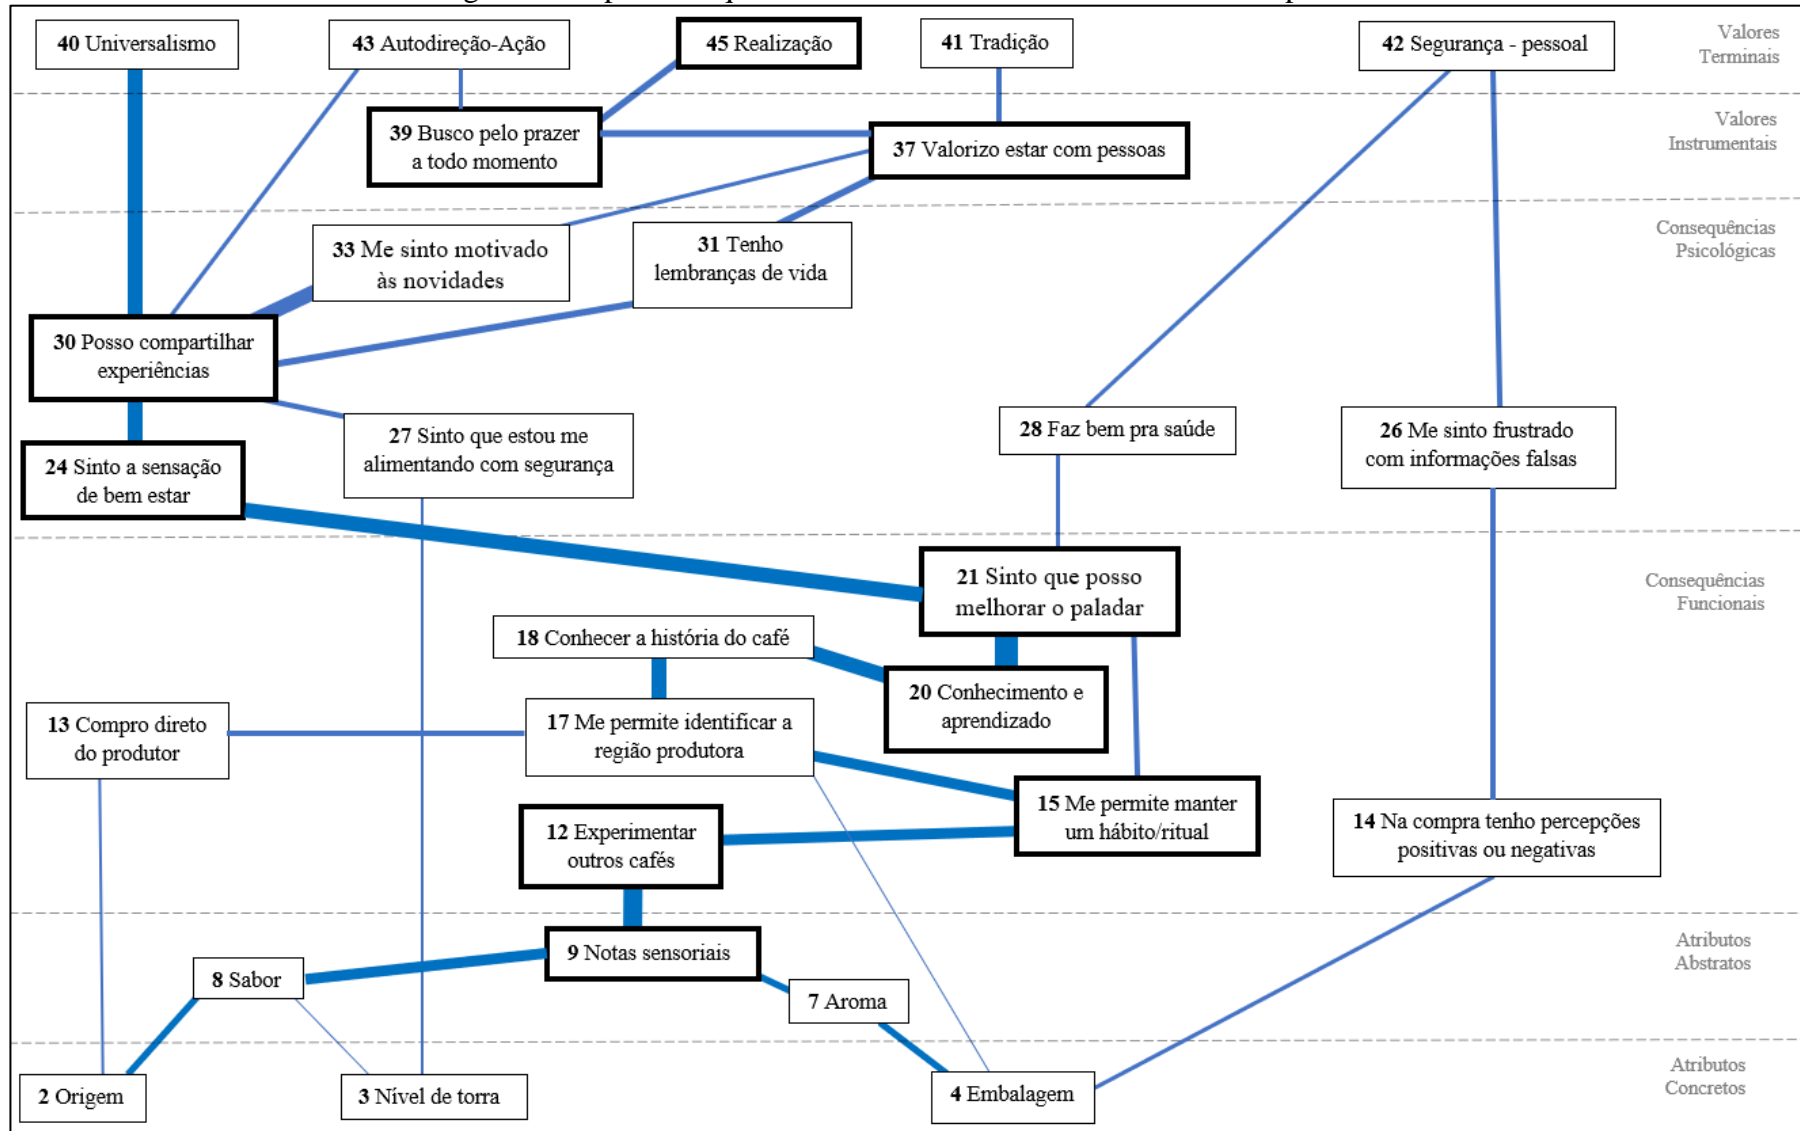 40 Universalismo
43 Autodireção-Ação
45 Realização
41 Tradição
42 Segurança - pessoal
Valores
Terminais
39 Busco pelo prazer
a todo momento
37 Valorizo estar com pessoas
Valores
Instrumentais
33 Me sinto motivado
às novidades
31 Tenho
lembranças de vida
Consequências
Psicológicas
30 Posso compartilhar
experiências
27 Sinto que estou me
alimentando com segurança
28 Faz bem pra saúde
26 Me sinto frustrado
com informações falsas
24 Sinto a sensação
de bem estar
21 Sinto que posso
melhorar o paladar
Consequências
Funcionais
18 Conhecer a história do café
20 Conhecimento e
aprendizado
13 Compro direto
do produtor
17 Me permite identificar a
região produtora
15 Me permite manter
um hábito/ritual
12 Experimentar
outros cafés
14 Na compra tenho percepções
positivas ou negativas
9 Notas sensoriais
Atributos
Abstratos
8 Sabor
7 Aroma
2 Origem
3 Nível de torra
4 Embalagem
Atributos
Concretos